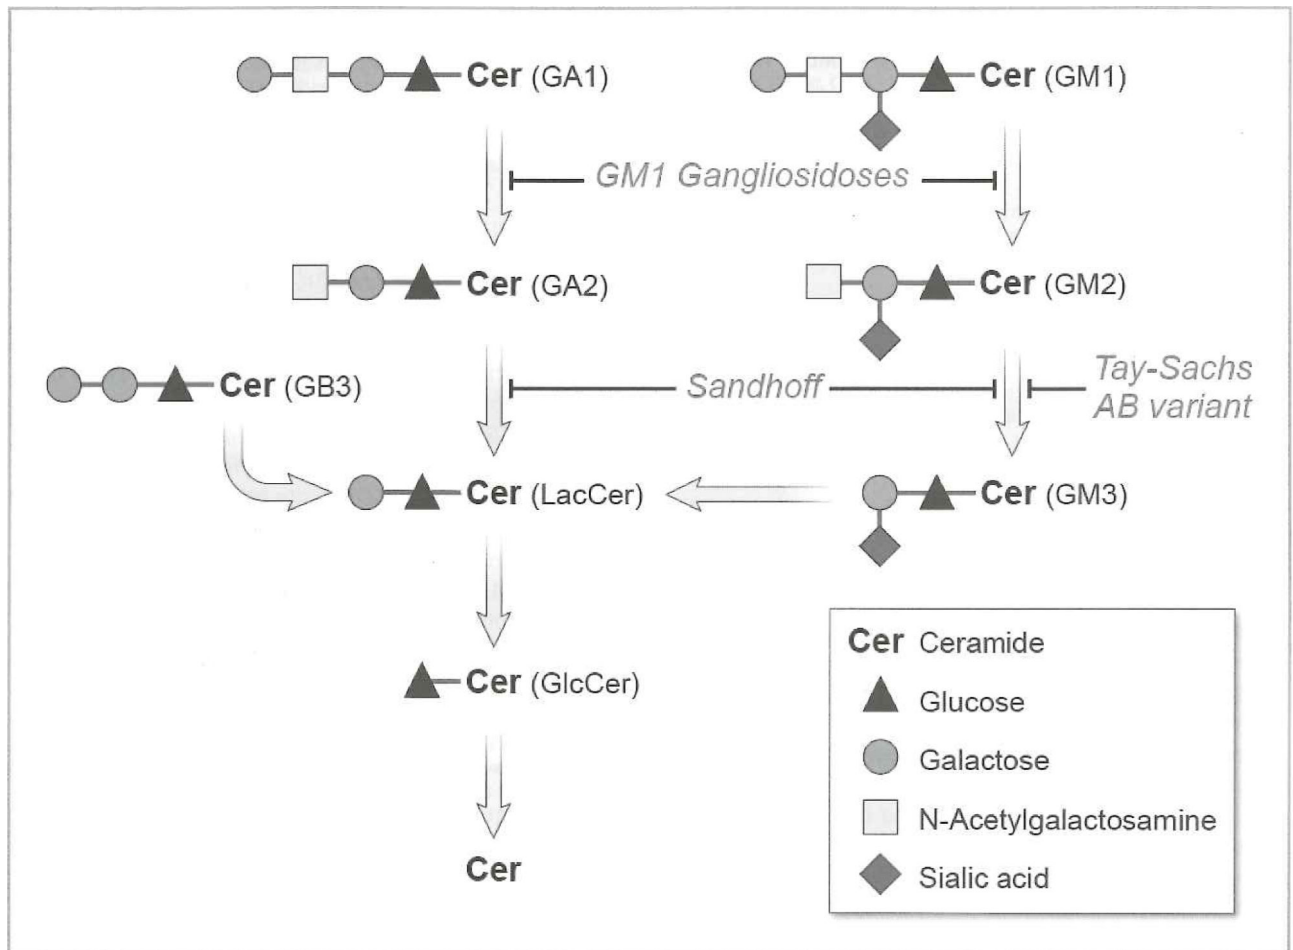 Cer (GA1)
Cer (GM1)
GM1 Gangliosidoses
Cer (GA2)
Cer (GM2)
Cer (GB3)
Sandhoff
Tay-Sachs
AB variant
Cer (LacCer)
Cer (GM3)
Cer (GlcCer)
Cer
Cer Ceramide
Glucose
Galactose
N-Acetylgalactosamine
Sialic acid